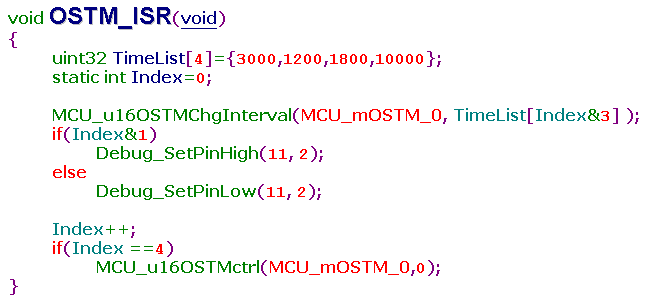 void OSTM_ISR(void)
{
uint32 TimeList[4]={3000,1200,1800,10000};
static int Index=0;
MCU_u16OSTMChgInterval(MCU_mOSTM_0, TimeList[Index&3] );
if(Index&1)
Debug_SetPinHigh(11, 2);
else
Debug_SetPinLow(11, 2);
Index++;
if(Index ==4)
MCU_u16OSTMctrl(MCU_mOSTM_0,0);
}